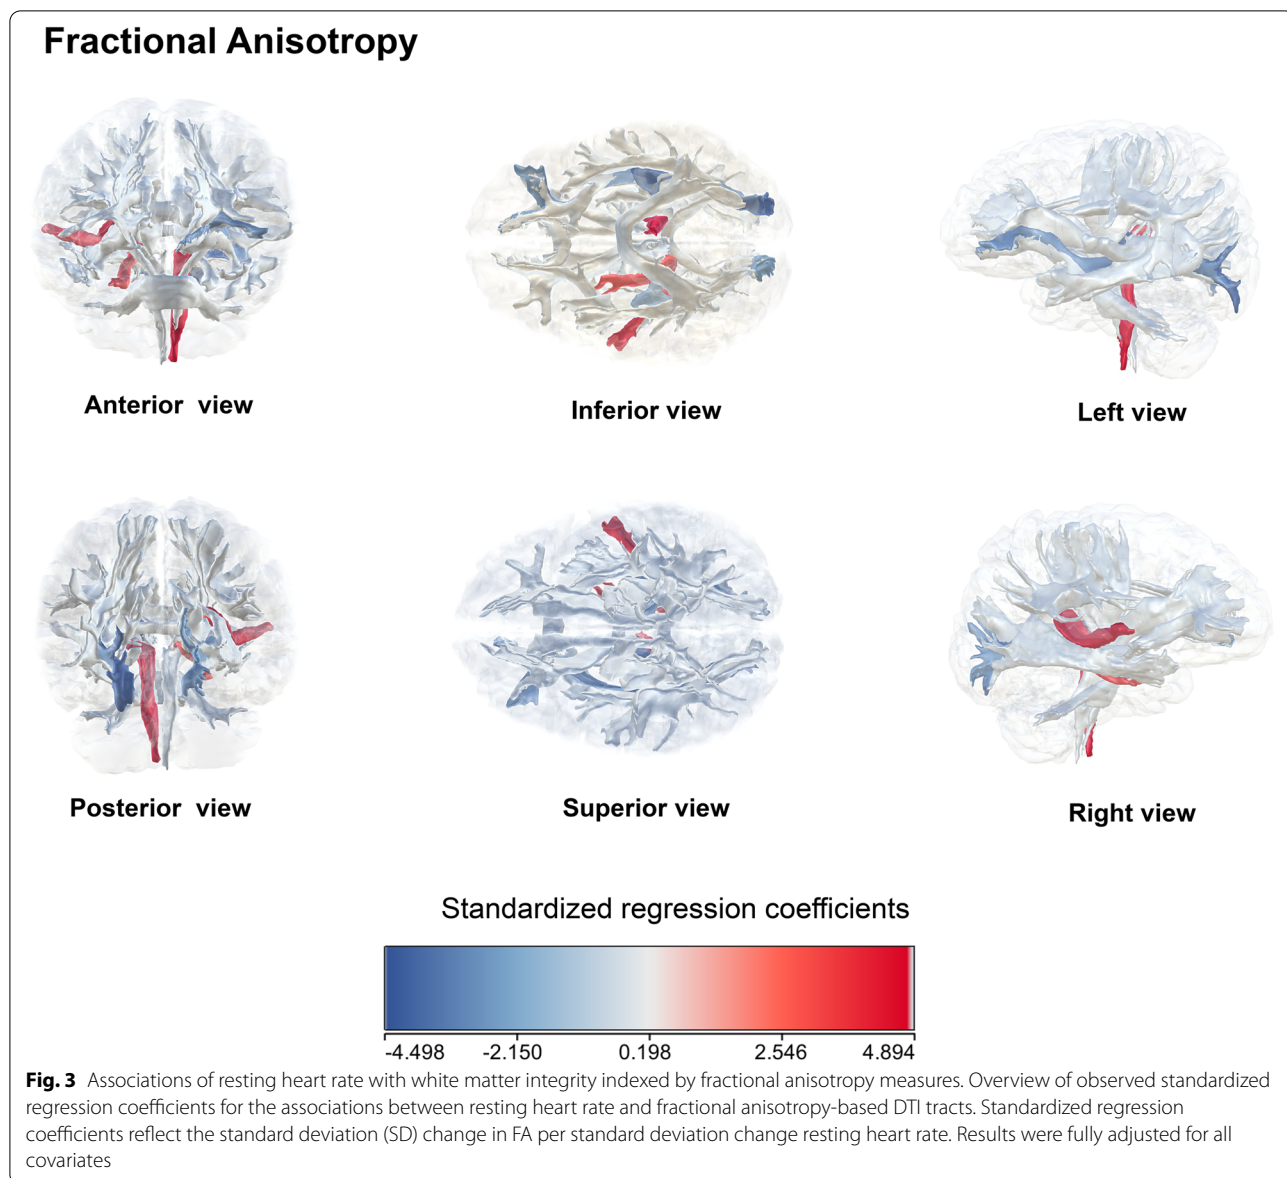 Fractional Anisotropy
Anterior view
Inferior view
Left view
Posterior view
Superior view
Right view
Standardized regression coefficients
-4.498 -2.150 0.198 2.546 4.894
Fig. 3 Associations of resting heart rate with white matter integrity indexed by fractional anisotropy measures. Overview of observed standardized
regression coefficients for the associations between resting heart rate and fractional anisotropy-based DTI tracts. Standardized regression
coefficients reflect the standard deviation (SD) change in FA per standard deviation change resting heart rate. Results were fully adjusted for all
covariates